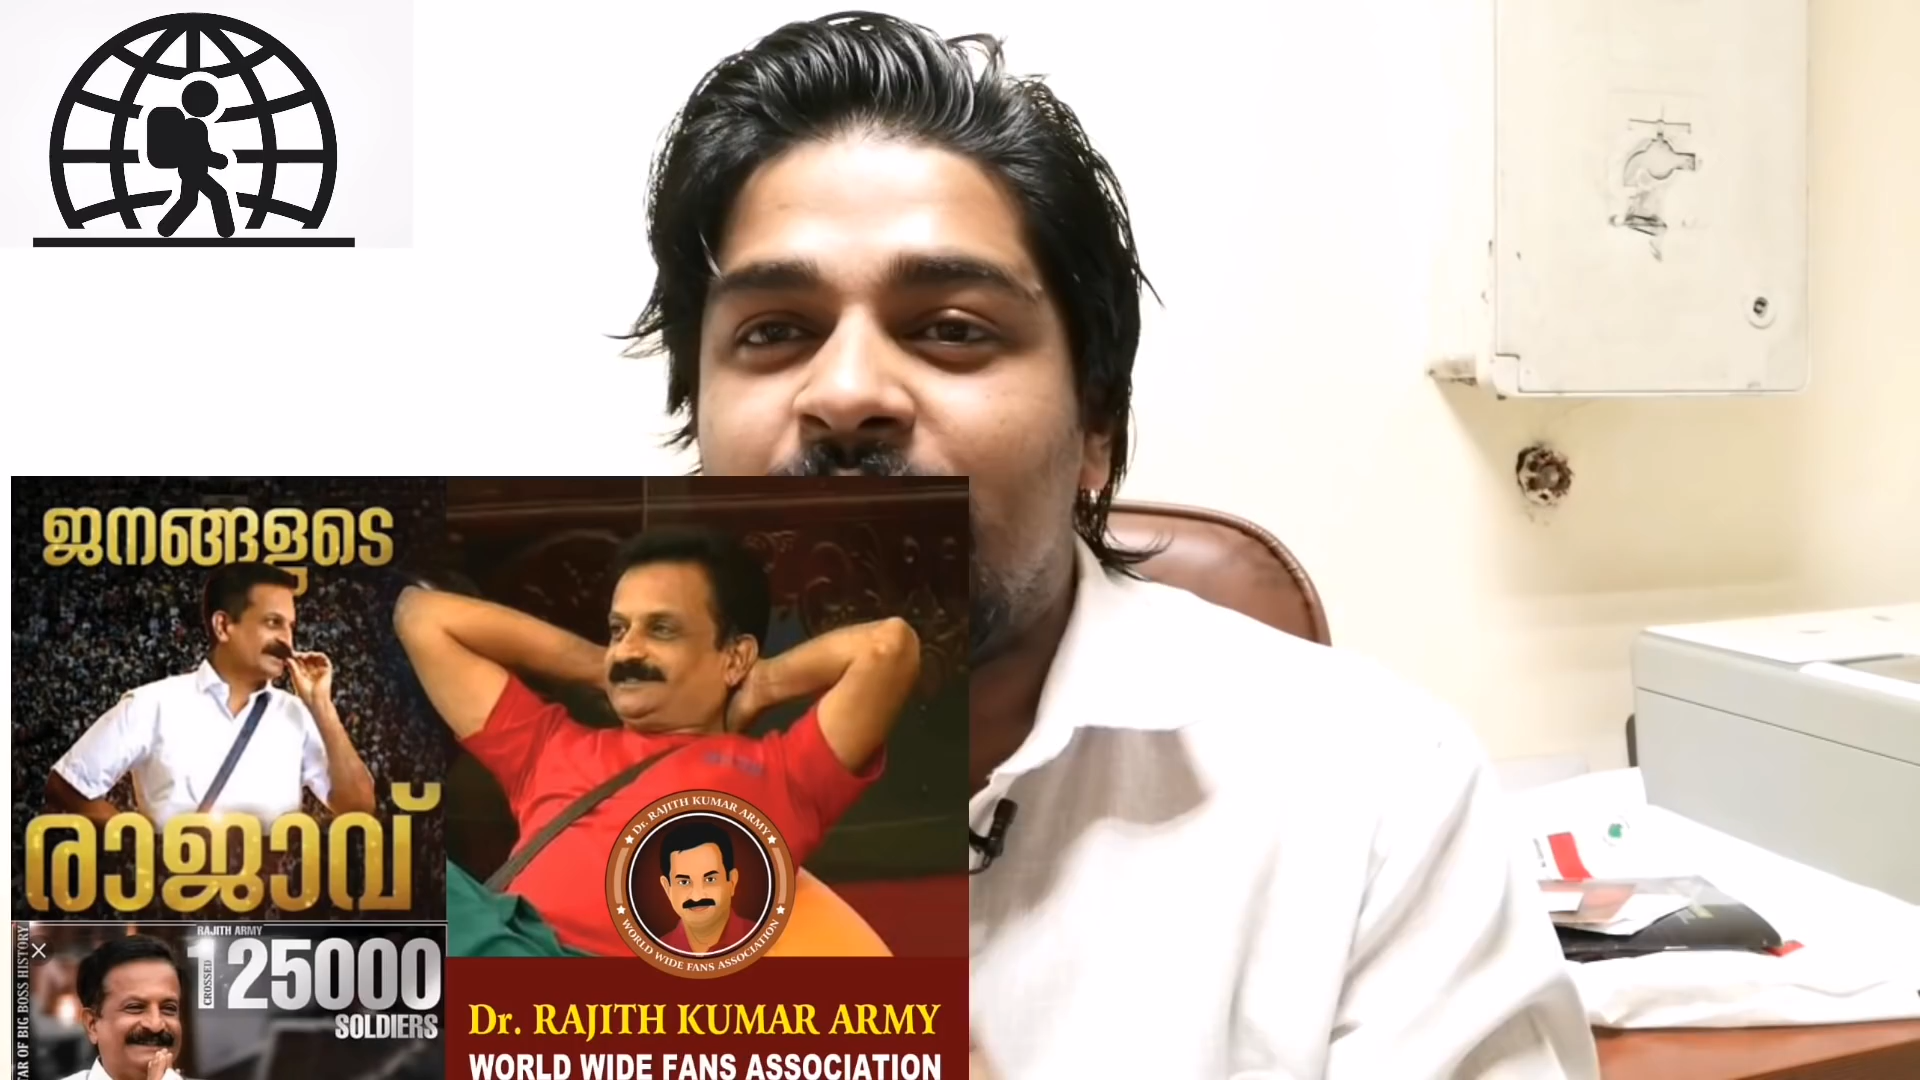 ജനങ്ങളുടെ
രാജാവ്
RAJITH ARMY
CROSSED
125000
SOLDIERS
TAR OF BIG BOSS HISTORY
Dr. RAJITH KUMAR ARMY
WORLD WIDE FANS ASSOCIATION
Dr. RAJITH KUMAR ARMY
WORLD WIDE FANS ASSOCIATION